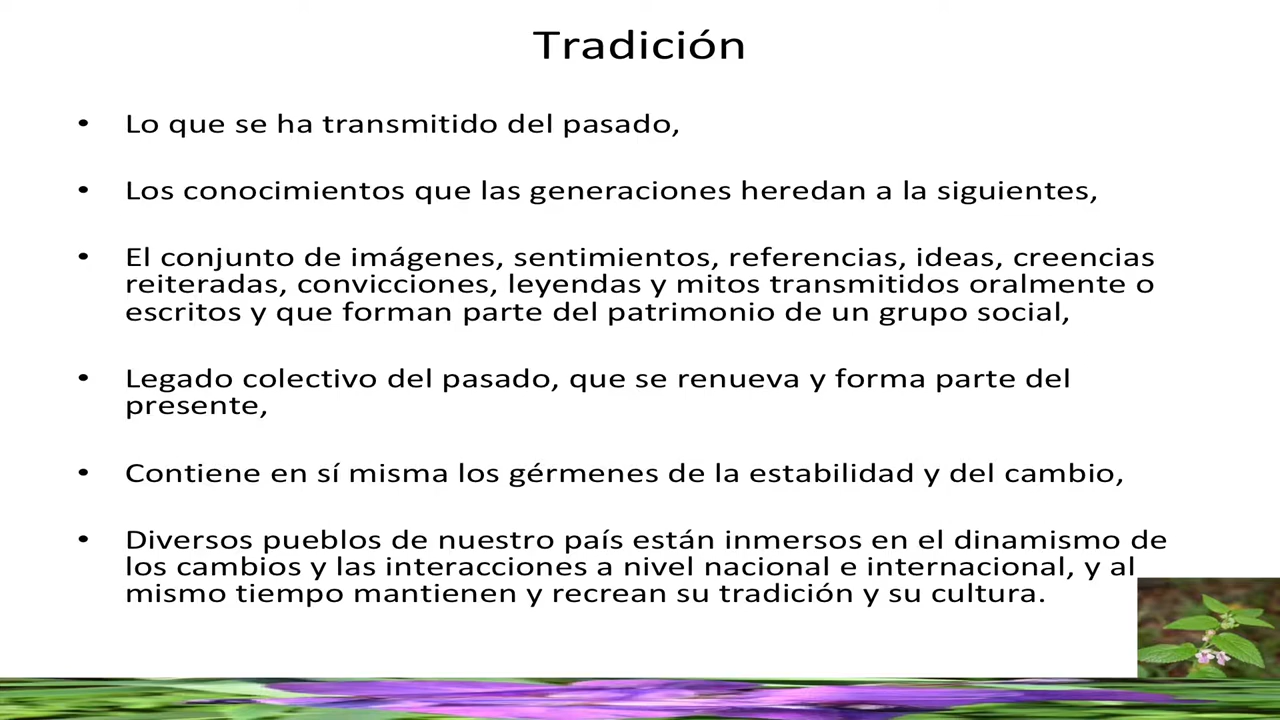 Tradición
• Lo que se ha transmitido del pasado,
• Los conocimientos que las generaciones heredan a la siguientes,
• El conjunto de imágenes, sentimientos, referencias, ideas, creencias
reiteradas, convicciones, leyendas y mitos transmitidos oralmente o
escritos y que forman parte del patrimonio de un grupo social,
• Legado colectivo del pasado, que se renueva y forma parte del
presente,
• Contiene en sí misma los gérmenes de la estabilidad y del cambio,
• Diversos pueblos de nuestro país están inmersos en el dinamismo de
los cambios y las interacciones a nivel nacional e internacional, y al
mismo tiempo mantienen y recrean su tradición y su cultura.